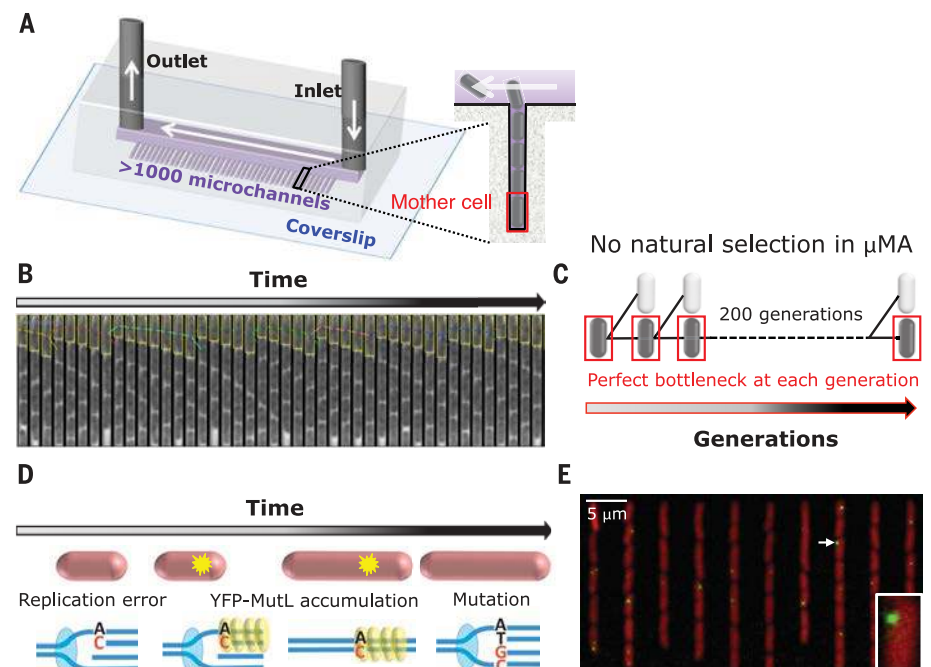 A
Outlet
Inlet
>1000 microchannels
Coverslip
Mother cell
B
Time
No natural selection in μMA
C
200 generations
Perfect bottleneck at each generation
Generations
D
Time
Replication error
YFP-MutL accumulation
Mutation
A
C
A
C
A
C
A
T
G
C
E
5 μm